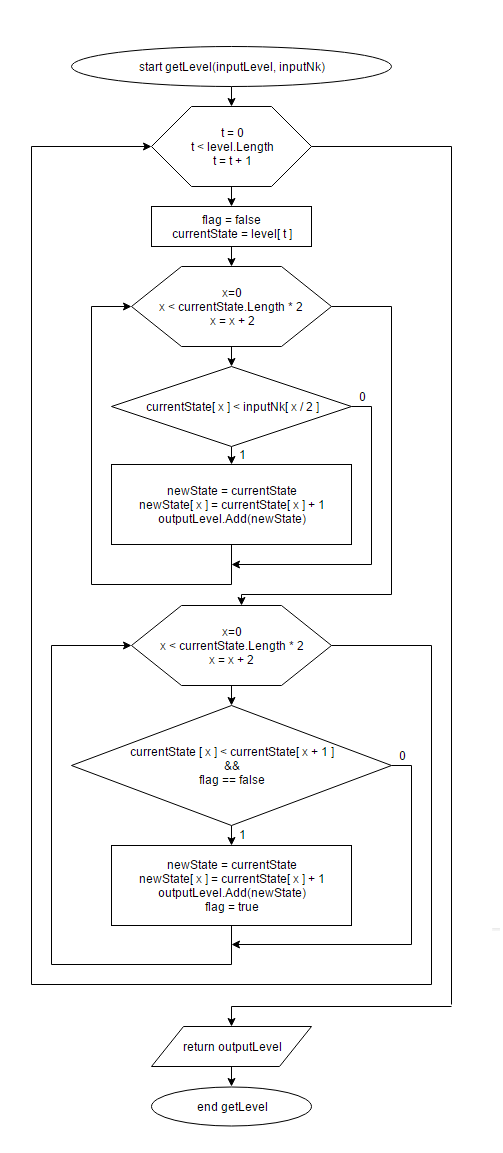 start getLevel(inputLevel, inputNk)
t = 0
t < level.Length
t = t + 1
flag = false
currentState = level[ t ]
x=0
x < currentState.Length * 2
x = x + 2
0
currentState[ x ] < inputNk[ x / 2 ]
1
newState = currentState
newState[ x ] = currentState[ x ] + 1
outputLevel.Add(newState)
x=0
x < currentState.Length * 2
x = x + 2
currentState [ x ] < currentState[ x + 1 ]
0
&&
flag == false
1
newState = currentState
newState[ x ] = currentState[ x ] + 1
outputLevel.Add(newState)
flag = true
return outputLevel
end getLevel